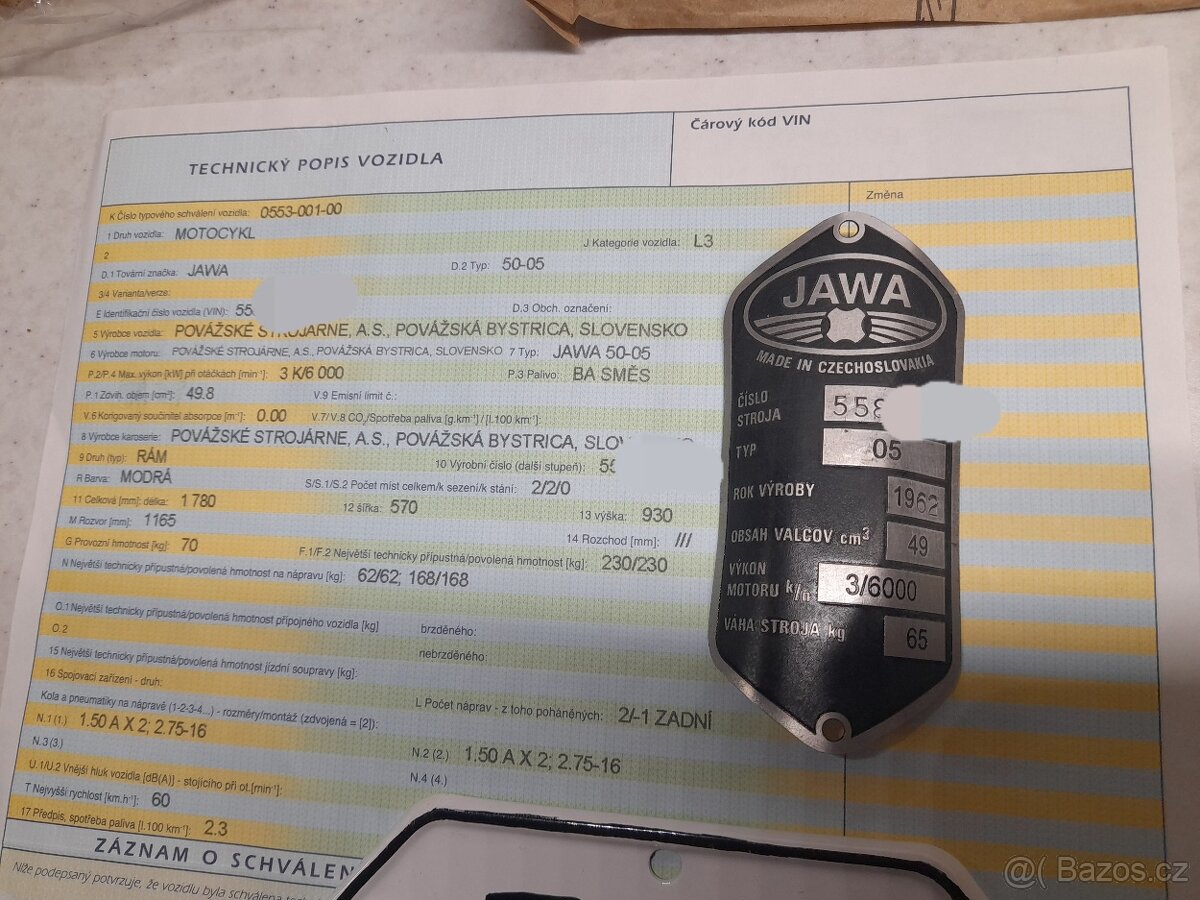 TECHNICKÝ POPIS VOZIDLA
Čárový kód VIN
Změna
K Číslo typového schválení vozidla: 0553-001-00
1 Druh vozidla: MOTOCYKL
J Kategorie vozidla: L3
2
D.1 Tovární značka: JAWA
D.2 Typ: 50-05
3/4 Varianta/verze:
E Identifikační číslo vozidla (VIN): 55
D.3 Obch. označení:
5 Výrobce vozidla: POVÁŽSKÉ STROJÁRNE, A.S., POVÁŽSKÁ BYSTRICA, SLOVENSKO
6 Výrobce motoru: POVÁŽSKÉ STROJÁRNE, A.S., POVÁŽSKÁ BYSTRICA, SLOVENSKO 7 Typ: JAWA 50-05
P.2/P.4 Max. výkon [kW] při otáčkách [min⁻¹]: 3 K/6 000
P.3 Palivo: BA SMĚS
P.1 Zdvih. objem [cm³]: 49.8
V.9 Emisní limit č.:
V.6 Korigovaný součinitel absorpce [m⁻¹]: 0.00
V.7/V.8 CO₂/Spotřeba paliva [g.km⁻¹]/[l.100 km⁻¹]:
8 Výrobce karoserie: POVÁŽSKÉ STROJÁRNE, A.S., POVÁŽSKÁ BYSTRICA,
9 Druh (typ): RÁM
10 Výrobní číslo (další stupeň):
R Barva: MODRÁ
S/S.1/S.2 Počet míst celkem/k sezení/k stání: 2/2/0
11 Celková [mm]: délka: 1 780
12 šířka: 570
13 výška: 930
M Rozvor [mm]: 1165
14 Rozchod [mm]: ///
G Provozní hmotnost [kg]: 70
F.1/F.2 Největší technicky přípustná/povolená hmotnost [kg]: 230/230
N Největší technicky přípustná/povolená hmotnost na nápravu [kg]: 62/62; 168/168
O.1 Největší technicky přípustná/povolená hmotnost přípojného vozidla [kg]
brzděného:
O.2
nebrzděného:
15 Největší technicky přípustná/povolená hmotnost jízdní soupravy [kg]:
16 Spojovací zařízení - druh:
Kola a pneumatiky na nápravě (1-2-3-4...) - rozměry/montáž (zdvojená = [2]):
L Počet náprav - z toho poháněných: 2/-1 ZADNÍ
N.1 (1.) 1.50 A X 2; 2.75-16
N.2 (2.) 1.50 A X 2; 2.75-16
N.3 (3.)
N.4 (4.)
U.1/U.2 Vnější hluk vozidla [dB(A)] - stojícího při ot.[min⁻¹]:
T Nejvyšší rychlost [km.h⁻¹]: 60
17 Předpis, spotřeba paliva [l.100 km⁻¹]: 2.3
ZÁZNAM O SCHVÁLEN
Níže podepsaný potvrzuje, že vozidlo byla schválena
JAWA
MADE IN CZECHOSLOVAKIA
ČÍSLO STROJA 558
TYP 05
ROK VÝROBY 1962
OBSAH VALČOV cm³ 49
VÝKON MOTORU k/n 3/6000
VÁHA STROJA kg 65
@( Bazos.cz